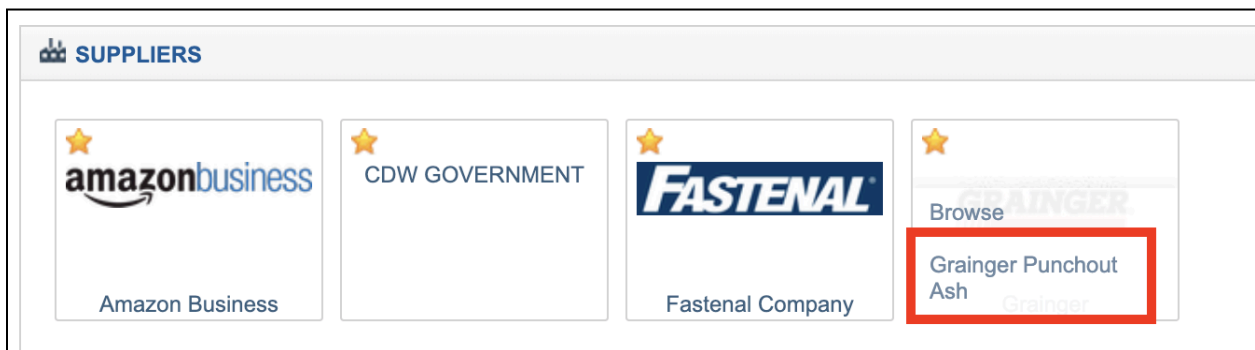 SUPPLIERS
amazonbusiness
CDW GOVERNMENT
FASTENAL
GRAINGER
Browse
Grainger Punchout
Ash
Amazon Business
Fastenal Company
Grainger